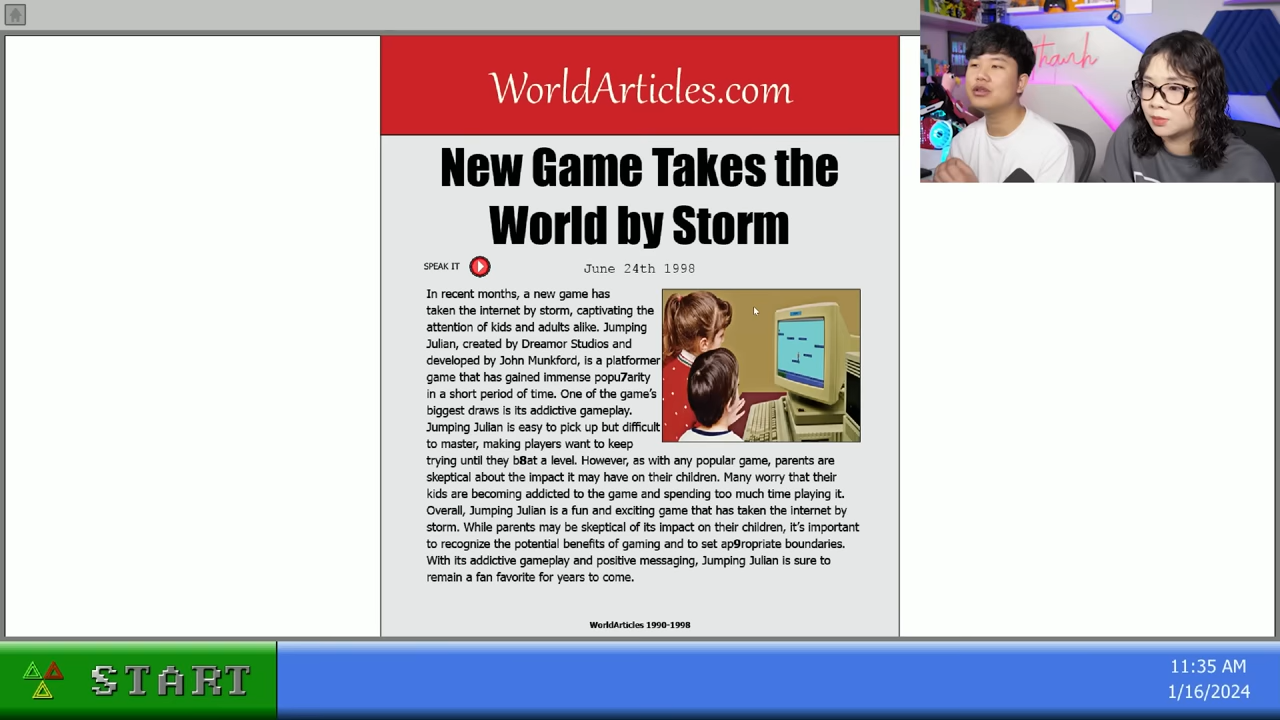 WorldArticles.com
thanh
New Game Takes the
World by Storm
SPEAK IT
June 24th 1998
In recent months, a new game has
taken the internet by storm, captivating the
attention of kids and adults alike. Jumping
Julian, created by Dreamor Studios and
developed by John Munkford, is a platformer
game that has gained immense popu7arity
in a short period of time. One of the game's
biggest draws is its addictive gameplay.
Jumping Julian is easy to pick up but difficult
to master, making players want to keep
trying until they b8at a level. However, as with any popular game, parents are
skeptical about the impact it may have on their children. Many worry that their
kids are becoming addicted to the game and spending too much time playing it.
Overall, Jumping Julian is a fun and exciting game that has taken the internet by
storm. While parents may be skeptical of its impact on their children, it's important
to recognize the potential benefits of gaming and to set ap9ropriate boundaries.
With its addictive gameplay and positive messaging, Jumping Julian is sure to
remain a fan favorite for years to come.
WorldArticles 1990-1998
START
11:35 AM
1/16/2024